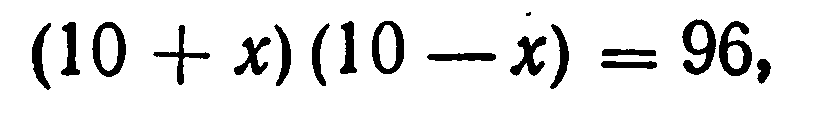 (10 + x)(10 — x) = 96,